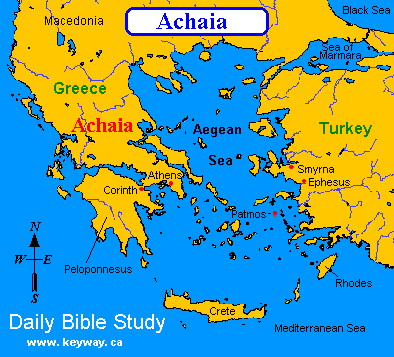 Achaia
Black Sea
Macedonia
Sea of
Marmara
Greece
Achaia
Aegean
Sea
Turkey
Athens
Smyrna
Corinth
Ephesus
Patmos
N
W E
S
Peloponnesus
Rhodes
Crete
Daily Bible Study
Mediterranean Sea
www.keyway.ca